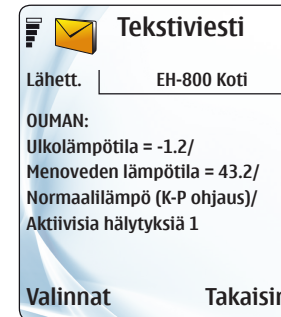 Tekstiviesti
Lähett. EH-800 Koti
OUMAN:
Ulkolämpötila = -1.2/
Menoveden lämpötila = 43.2/
Normaalilämpö (K-P ohjaus)/
Aktiivisia hälytyksiä 1
Valinnat Takaisin